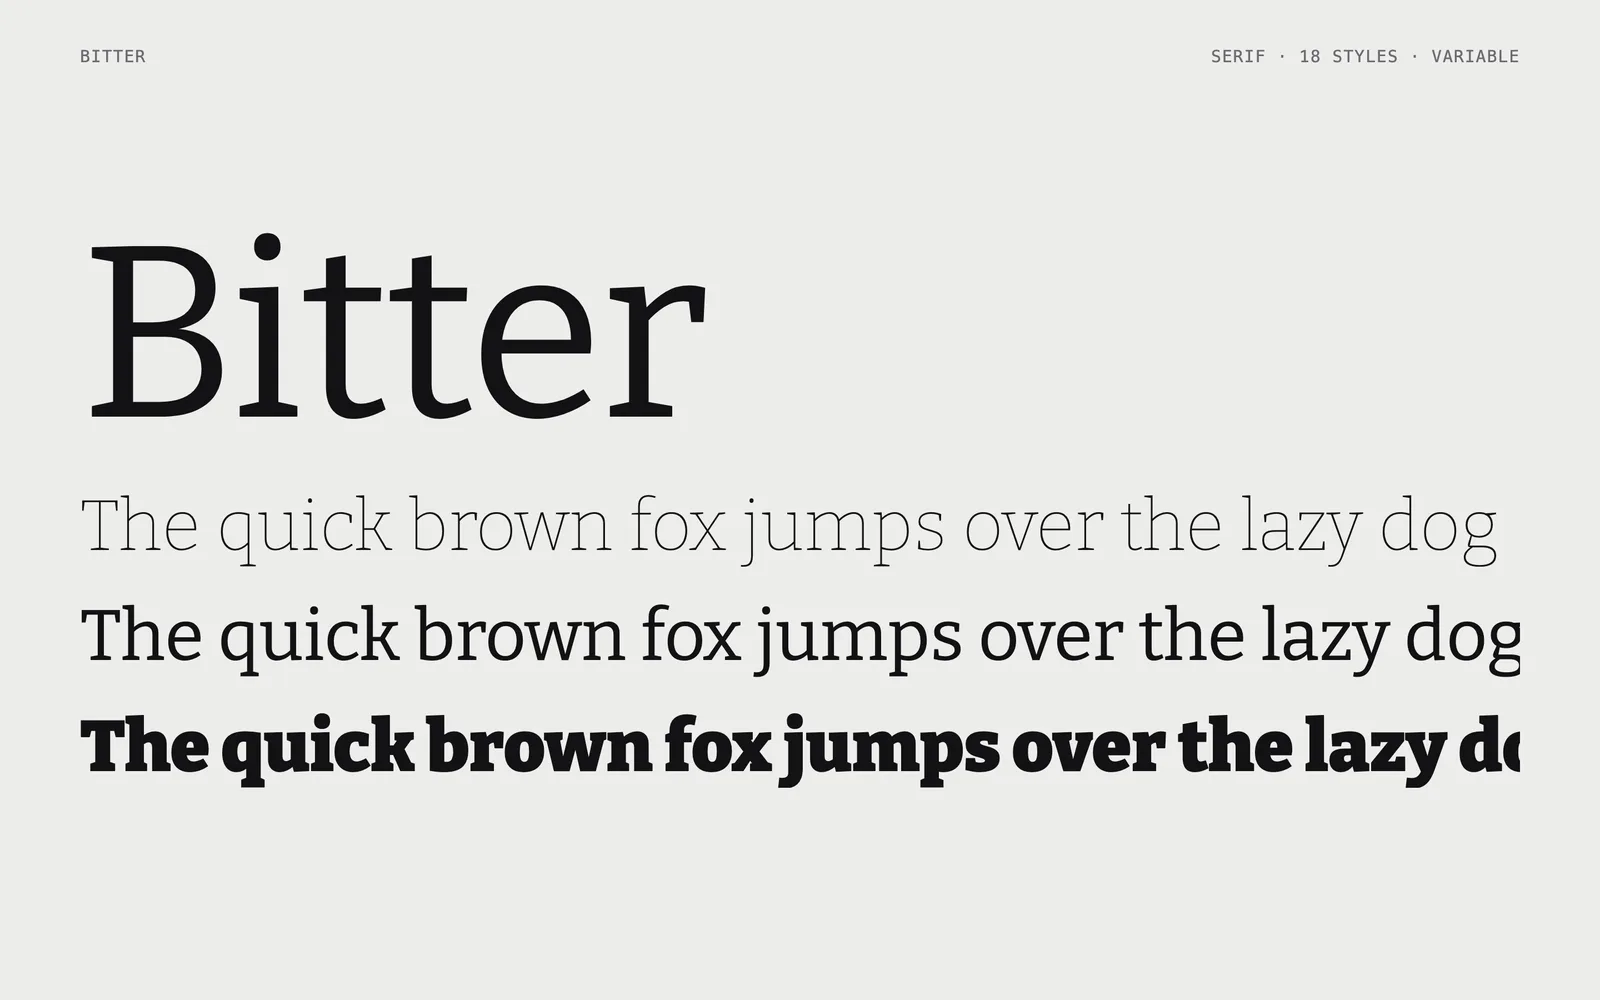 BITTER
SERIF · 18 STYLES · VARIABLE
Bitter
The quick brown fox jumps over the lazy dog
The quick brown fox jumps over the lazy dog
The quick brown fox jumps over the lazy do